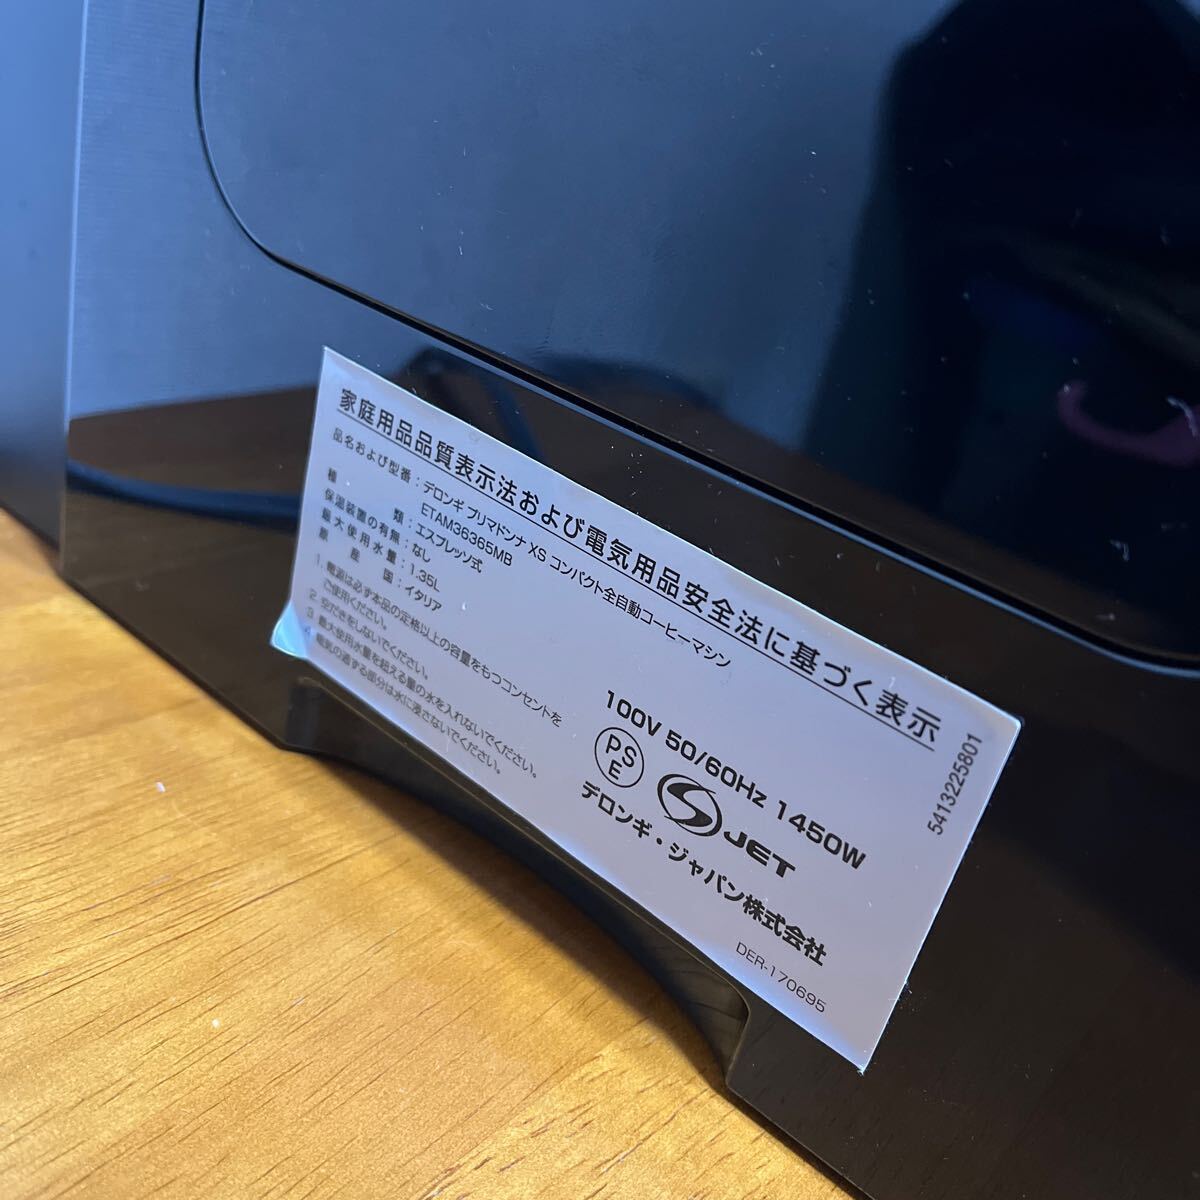 家庭用品品質表示法および電気用品安全法に基づく表示
品名および型番：デロンギ プリマドンナ XS コンパクト全自動コーヒーマシン
ETAM36365MB
種　　類：エスプレッソ式
保温装置の有無：なし
最大使用水量：1.35L
原　産　国：イタリア
1. 電源は必ず本品の定格以上の容量をもつコンセントを
ご使用ください。
2. 空だきをしないでください。
3. 最大使用水量を超える量の水を入れないでください。
4. 電気の通する部分は水に浸さないでください。
100V 50/60Hz 1450W
PSE
JET
デロンギ・ジャパン株式会社
DER-170695
5413225801